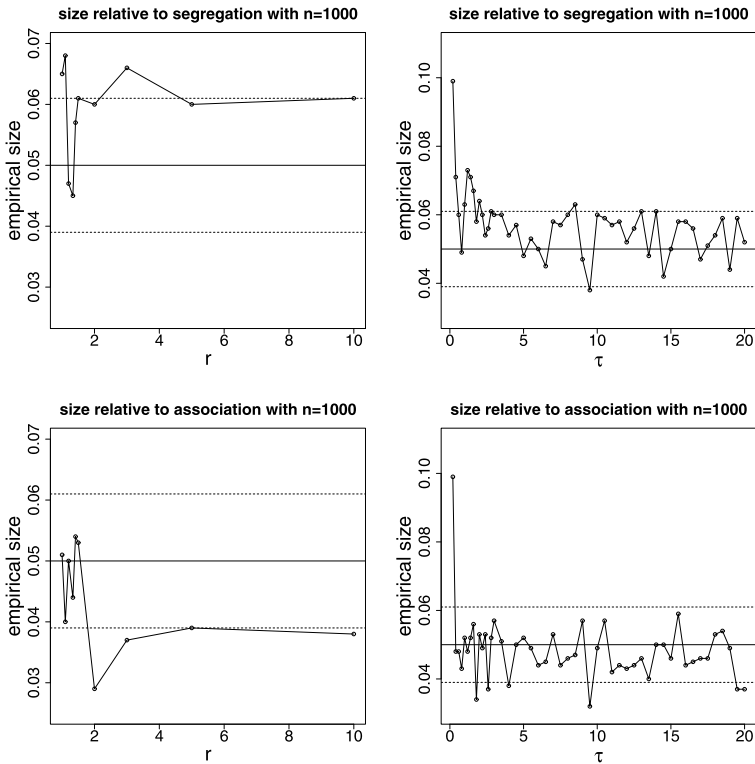 size relative to segregation with n=1000
empirical size
0.03 0.04 0.05 0.06 0.07
2 4 6 8 10
r
size relative to segregation with n=1000
empirical size
0.04 0.06 0.08 0.10
0 5 10 15 20
τ
size relative to association with n=1000
empirical size
0.03 0.04 0.05 0.06 0.07
2 4 6 8 10
r
size relative to association with n=1000
empirical size
0.04 0.06 0.08 0.10
0 5 10 15 20
τ